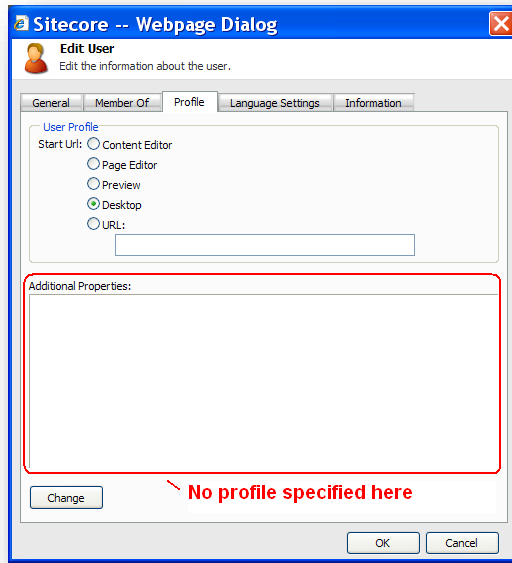 Sitecore -- Webpage Dialog
Edit User
Edit the information about the user.
General Member Of Profile Language Settings Information
User Profile
Start Url: Content Editor
Page Editor
Preview
Desktop
URL:
Additional Properties:
No profile specified here
Change
OK Cancel